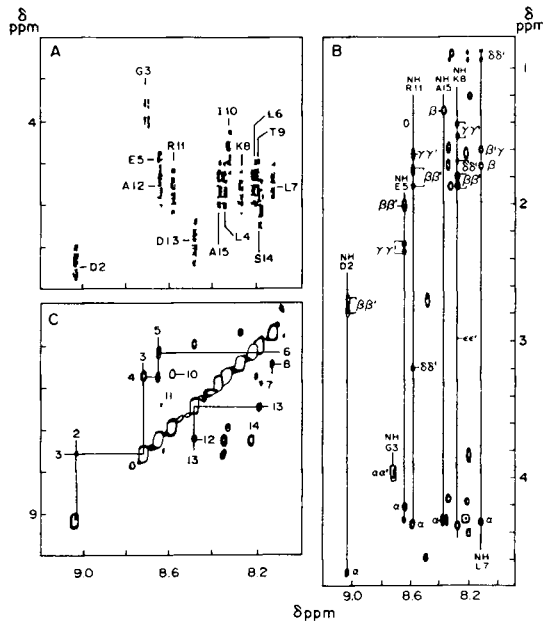 δ
ppm
A
G3
4
E5
R11
I10
L6
K8
T9
A12
L7
D13
A15
L4
S14
D2
C
5
3
6
4
10
8
7
11
2
13
12
14
3
13
9
9.0
8.6
8.2
δ ppm
B
δ
ppm
NH
R11
NH
A15
NH
K8
δδ'
1
β
γγ'
γγ'
β'γ
δδ'
β
ββ'
ββ'
NH
E5
2
ββ'
γγ'
NH
D2
ββ'
3
εε'
δδ'
NH
G3
αα'
4
α
α
α
α
α
NH
L7
9.0
8.6
8.2